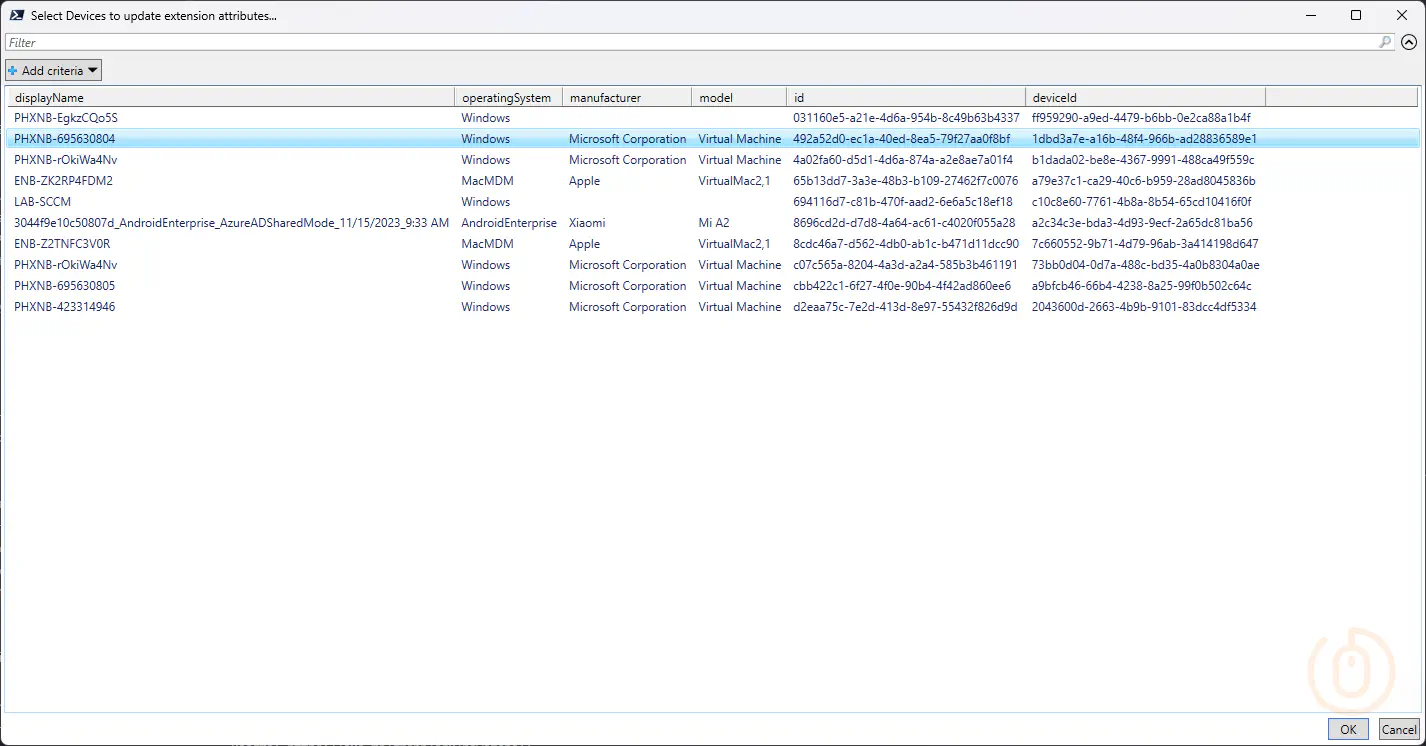 Select Devices to update extension attributes...
Filter
Add criteria
displayName operatingSystem manufacturer model id deviceId
PHXNB-EgkzCQo5S Windows 031160e5-a21e-4d6a-954b-8c49b63b4337 ff959290-a9ed-4479-b6bb-0e2ca88a1b4f
PHXNB-695630804 Windows Microsoft Corporation Virtual Machine 492a52d0-ec1a-40ed-8ea5-79f27aa0f8bf 1dbd3a7e-a16b-48f4-966b-ad28836589e1
PHXNB-rOkiWa4Nv Windows Microsoft Corporation Virtual Machine 4a02fa60-d5d1-4d6a-874a-a2e8ae7a01f4 b1dada02-be8e-4367-9991-488ca49f559c
ENB-ZK2RP4FDM2 MacMDM Apple VirtualMac2,1 65b13dd7-3a3e-48b3-b109-27462f7c0076 a79e37c1-ca29-40c6-b959-28ad8045836b
LAB-SCCM Windows 694116d7-c81b-470f-aad2-6e6a5c18ef18 c10c8e60-7761-4b8a-8b54-65cd10416f0f
3044f9e10c50807d_AndroidEnterprise_AzureADSharedMode_11/15/2023_9:33 AM AndroidEnterprise Xiaomi Mi A2 8696cd2d-d7d8-4a64-ac61-c4020f055a28 a2c34c3e-bda3-4d93-9ecf-2a65dc81ba56
ENB-Z2TNFC3V0R MacMDM Apple VirtualMac2,1 8cdc46a7-d562-4db0-ab1c-b471d11dcc90 7c660552-9b71-4d79-96ab-3a414198d647
PHXNB-rOkiWa4Nv Windows Microsoft Corporation Virtual Machine c07c565a-8204-4a3d-a2a4-585b3b461191 73bb0d04-0d7a-488c-bd35-4a0b8304a0ae
PHXNB-695630805 Windows Microsoft Corporation Virtual Machine cbb422c1-6f27-4f0e-90b4-4f42ad860ee6 a9bfcb46-66b4-4238-8a25-99f0b502c64c
PHXNB-423314946 Windows Microsoft Corporation Virtual Machine d2eaa75c-7e2d-413d-8e97-55432f826d9d 2043600d-2663-4b9b-9101-83dcc4df5334
OK Cancel